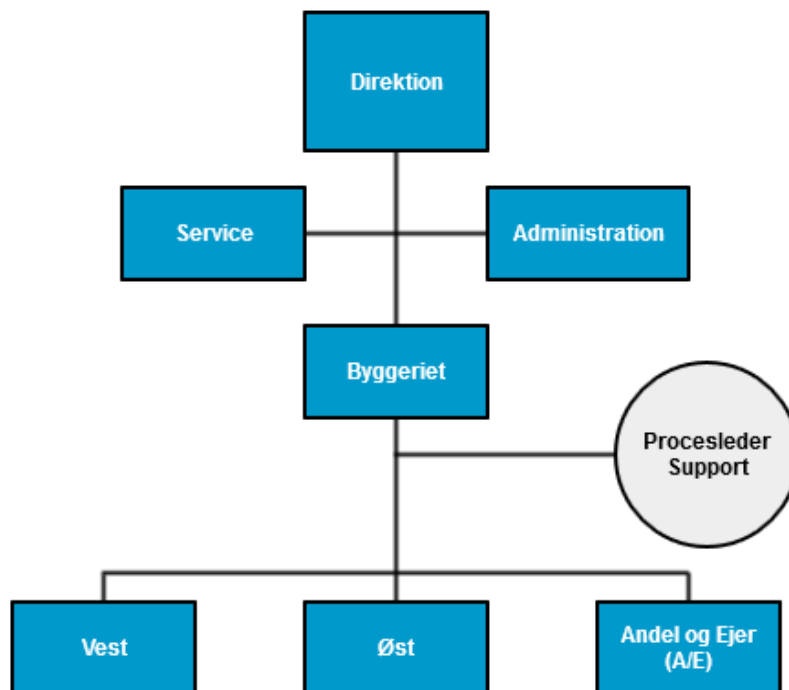 Direktion
Service
Administration
Byggeriet
Procesleder
Support
Vest
Øst
Andel og Ejer
(A/E)